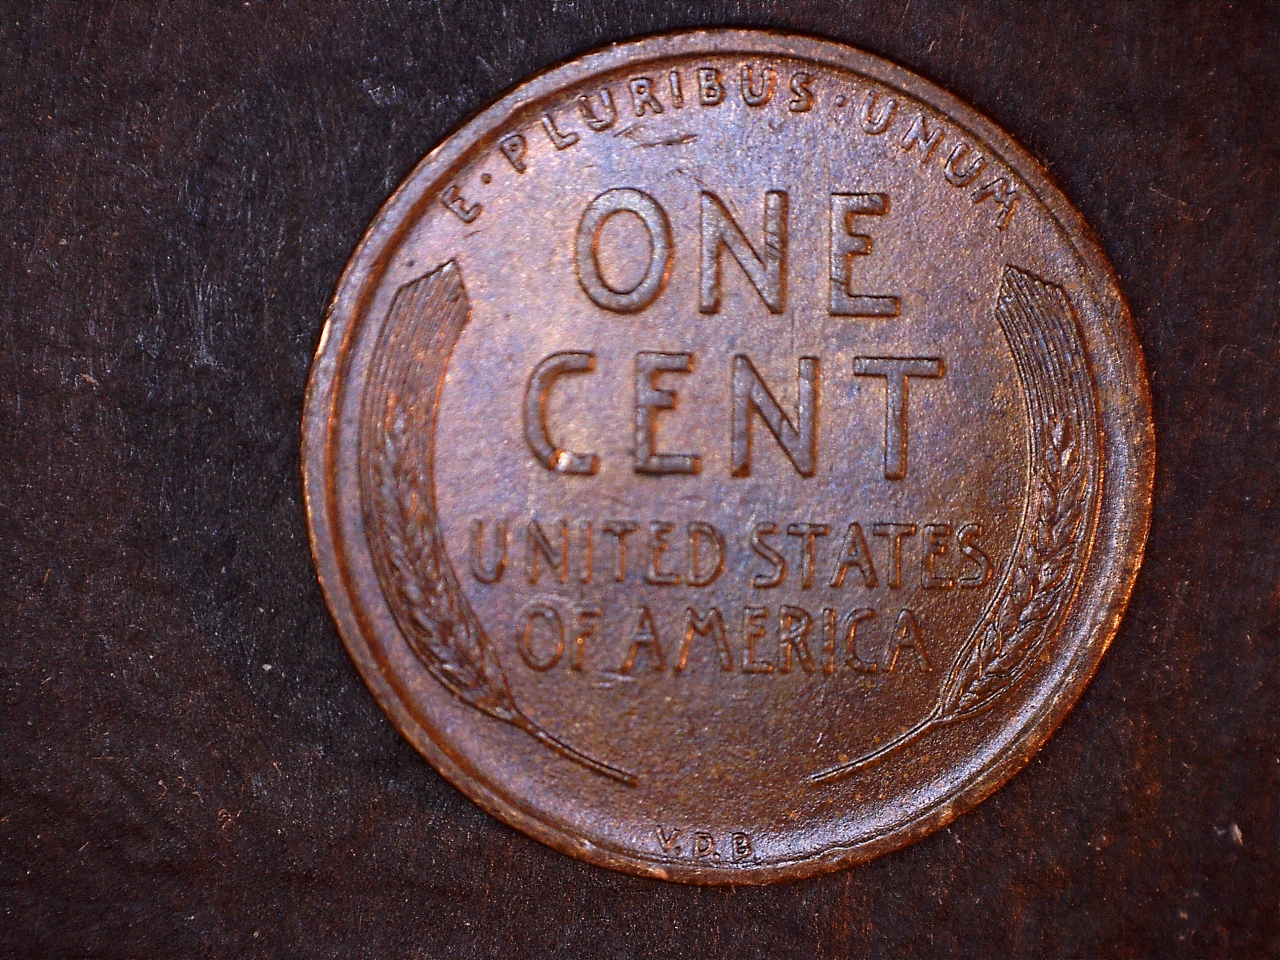 E · PLURIBUS · UNUM
ONE
CENT
UNITED STATES
OF AMERICA
V. D. B.